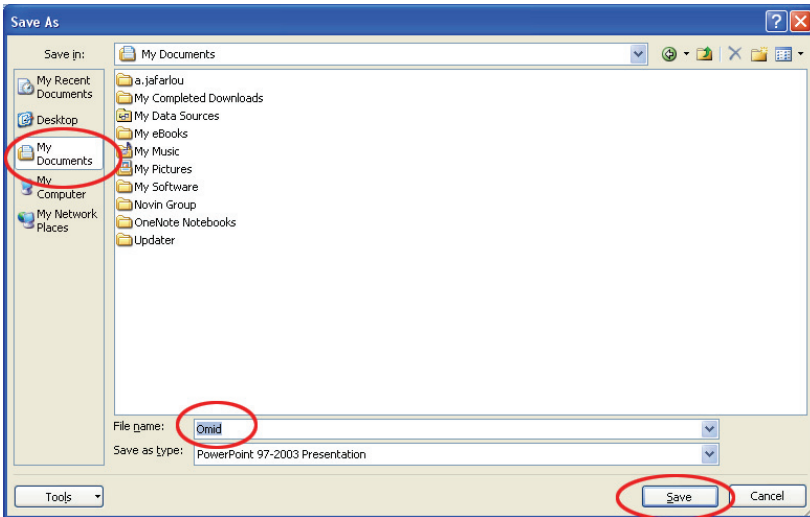 Save As
Save in:
My Documents
My Recent
Documents
Desktop
My
Documents
My
Computer
My Network
Places
a.jafarlou
My Completed Downloads
My Data Sources
My eBooks
My Music
My Pictures
My Software
Novin Group
OneNote Notebooks
Updater
File name:
Omid
Save as type:
PowerPoint 97-2003 Presentation
Tools
Save
Cancel